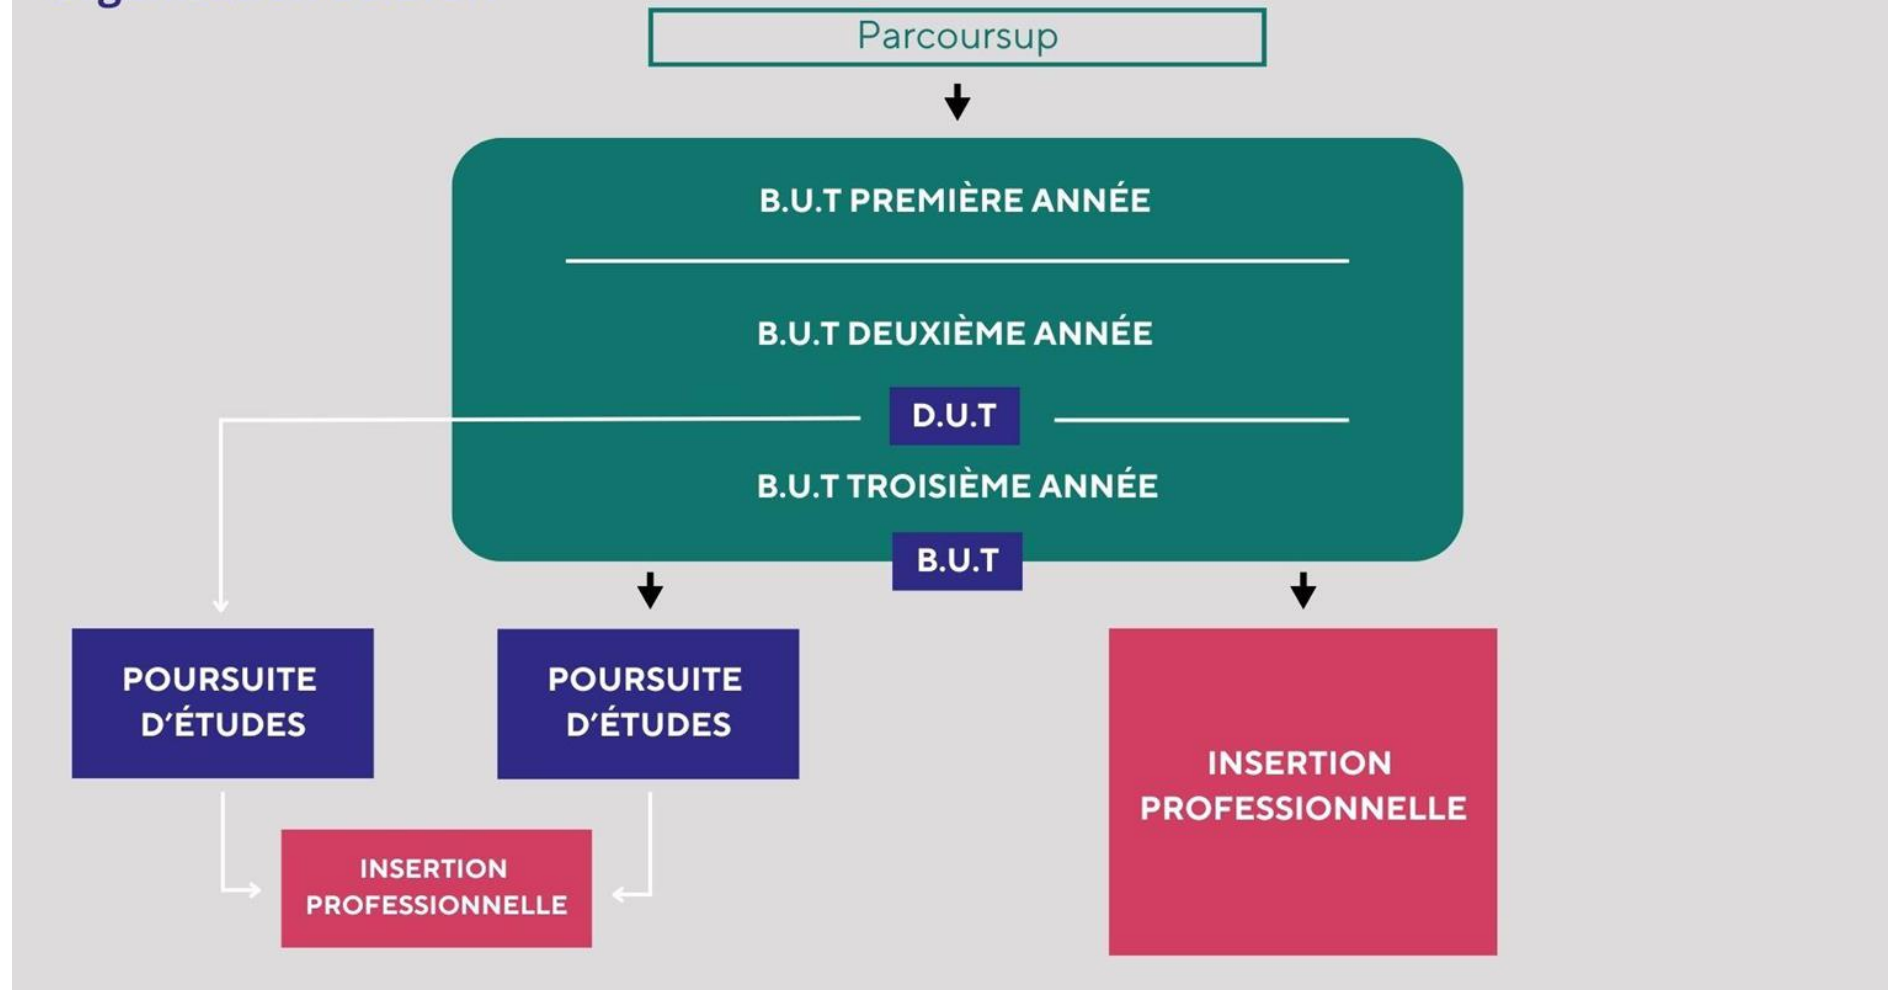 Parcoursup
B.U.T PREMIÈRE ANNÉE
B.U.T DEUXIÈME ANNÉE
D.U.T
B.U.T TROISIÈME ANNÉE
B.U.T
POURSUITE
D’ÉTUDES
POURSUITE
D’ÉTUDES
INSERTION
PROFESSIONNELLE
INSERTION
PROFESSIONNELLE